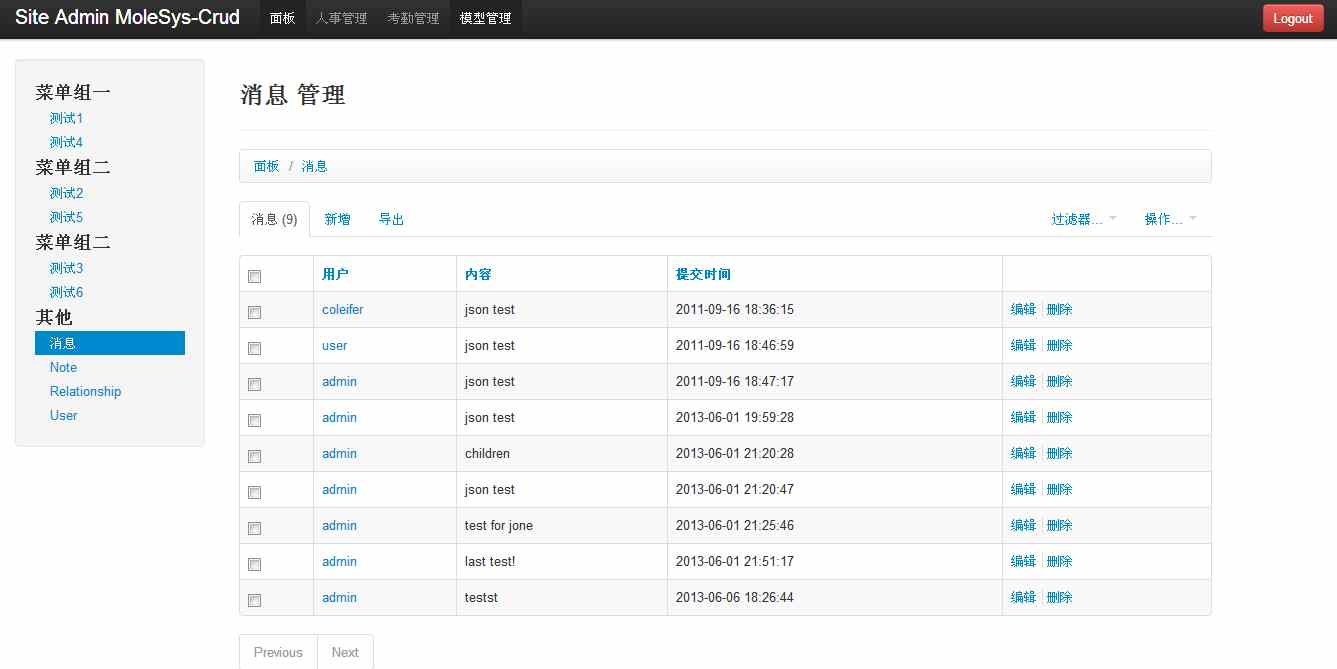 Site Admin MoleSys-Crud 面板 人事管理 考勤管理 模型管理 Logout
菜单组一
测试1
测试4
菜单组二
测试2
测试5
菜单组二
测试3
测试6
其他
消息
Note
Relationship
User
消息 管理
面板 / 消息
消息 (9) 新增 导出 过滤器... 操作...
用户 内容 提交时间
coleifer json test 2011-09-16 18:36:15 编辑 删除
user json test 2011-09-16 18:46:59 编辑 删除
admin json test 2011-09-16 18:47:17 编辑 删除
admin json test 2013-06-01 19:59:28 编辑 删除
admin children 2013-06-01 21:20:28 编辑 删除
admin json test 2013-06-01 21:20:47 编辑 删除
admin test for jone 2013-06-01 21:25:46 编辑 删除
admin last test! 2013-06-01 21:51:17 编辑 删除
admin testst 2013-06-06 18:26:44 编辑 删除
Previous Next